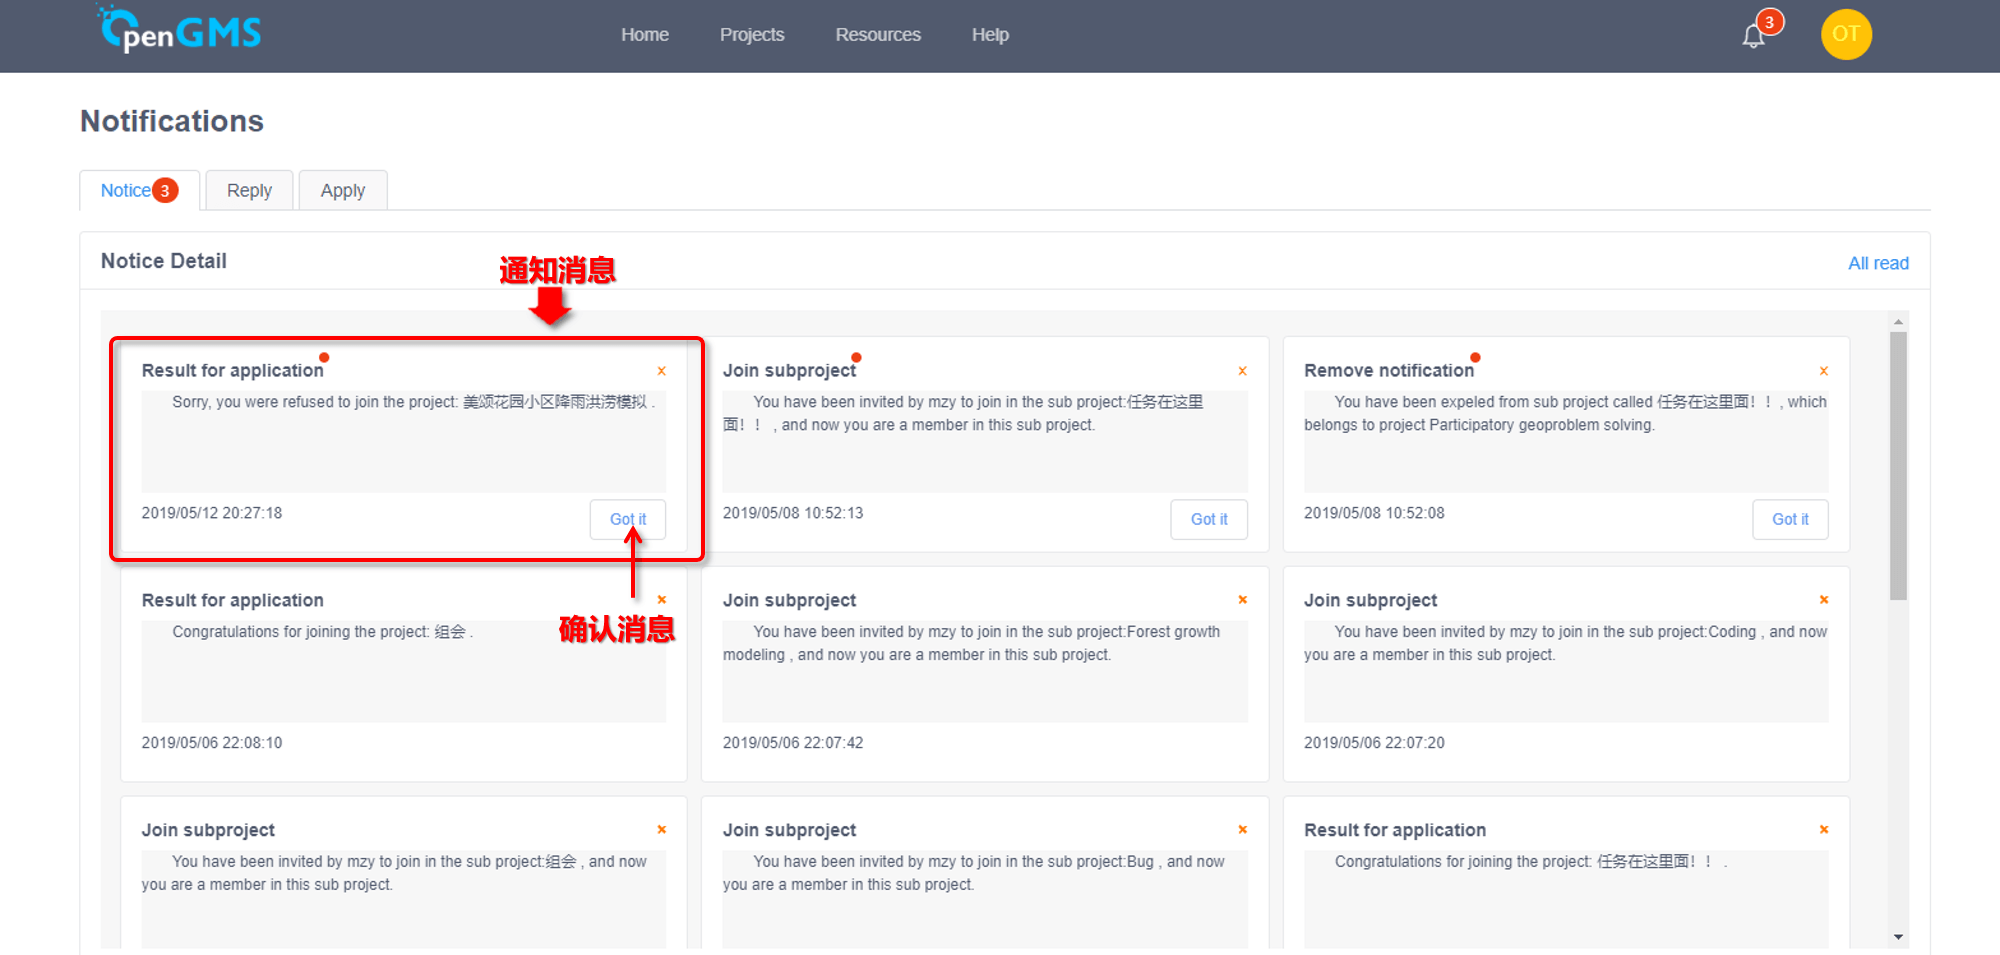 OpenGMS
Home
Projects
Resources
Help
3
OT
Notifications
Notice 3
Reply
Apply
Notice Detail
All read
通知消息
Result for application
×
Sorry, you were refused to join the project: 美颂花园小区降雨洪涝模拟 .
2019/05/12 20:27:18
Got it
确认消息
Join subproject
×
You have been invited by mzy to join in the sub project:任务在这里
面！！ , and now you are a member in this sub project.
2019/05/08 10:52:13
Got it
Remove notification
×
You have been expeled from sub project called 任务在这里面！！, which
belongs to project Participatory geoproblem solving.
2019/05/08 10:52:08
Got it
Result for application
×
Congratulations for joining the project: 组会 .
2019/05/06 22:08:10
Join subproject
×
You have been invited by mzy to join in the sub project:Forest growth
modeling , and now you are a member in this sub project.
2019/05/06 22:07:42
Join subproject
×
You have been invited by mzy to join in the sub project:Coding , and now
you are a member in this sub project.
2019/05/06 22:07:20
Join subproject
×
You have been invited by mzy to join in the sub project:组会 , and now
you are a member in this sub project.
Join subproject
×
You have been invited by mzy to join in the sub project:Bug , and now
you are a member in this sub project.
Result for application
×
Congratulations for joining the project: 任务在这里面！！ .